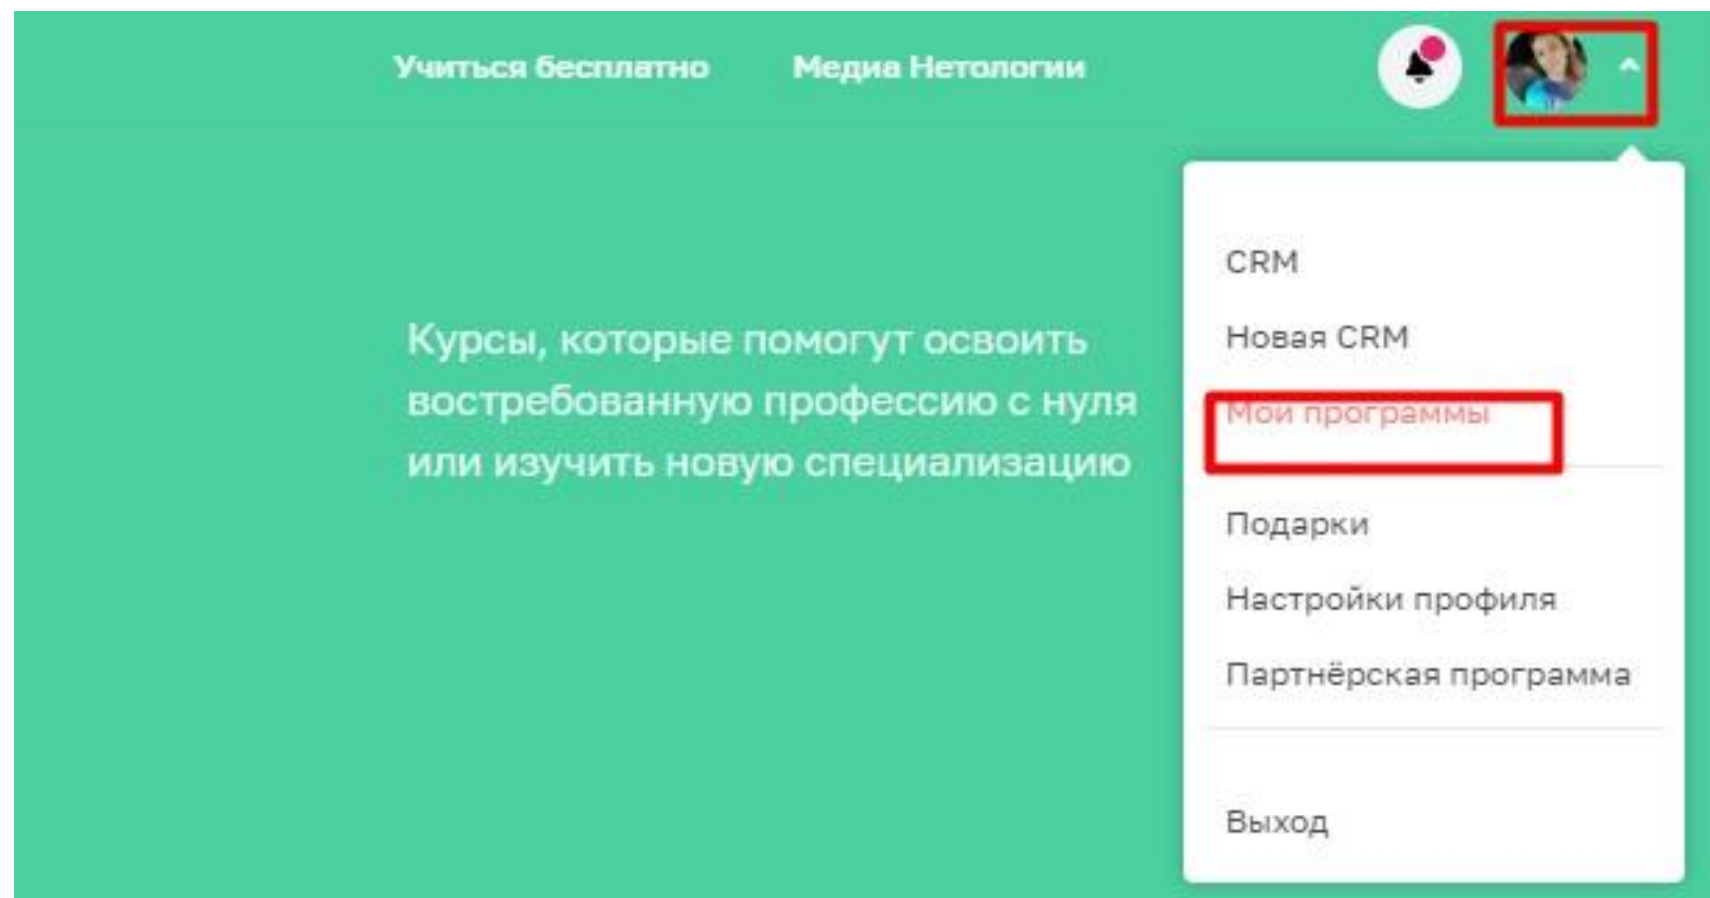 Учиться бесплатно Медиа Нетологии
Курсы, которые помогут освоить
востребованную профессию с нуля
или изучить новую специализацию
CRM
Новая CRM
Мои программы
Подарки
Настройки профиля
Партнёрская программа
Выход